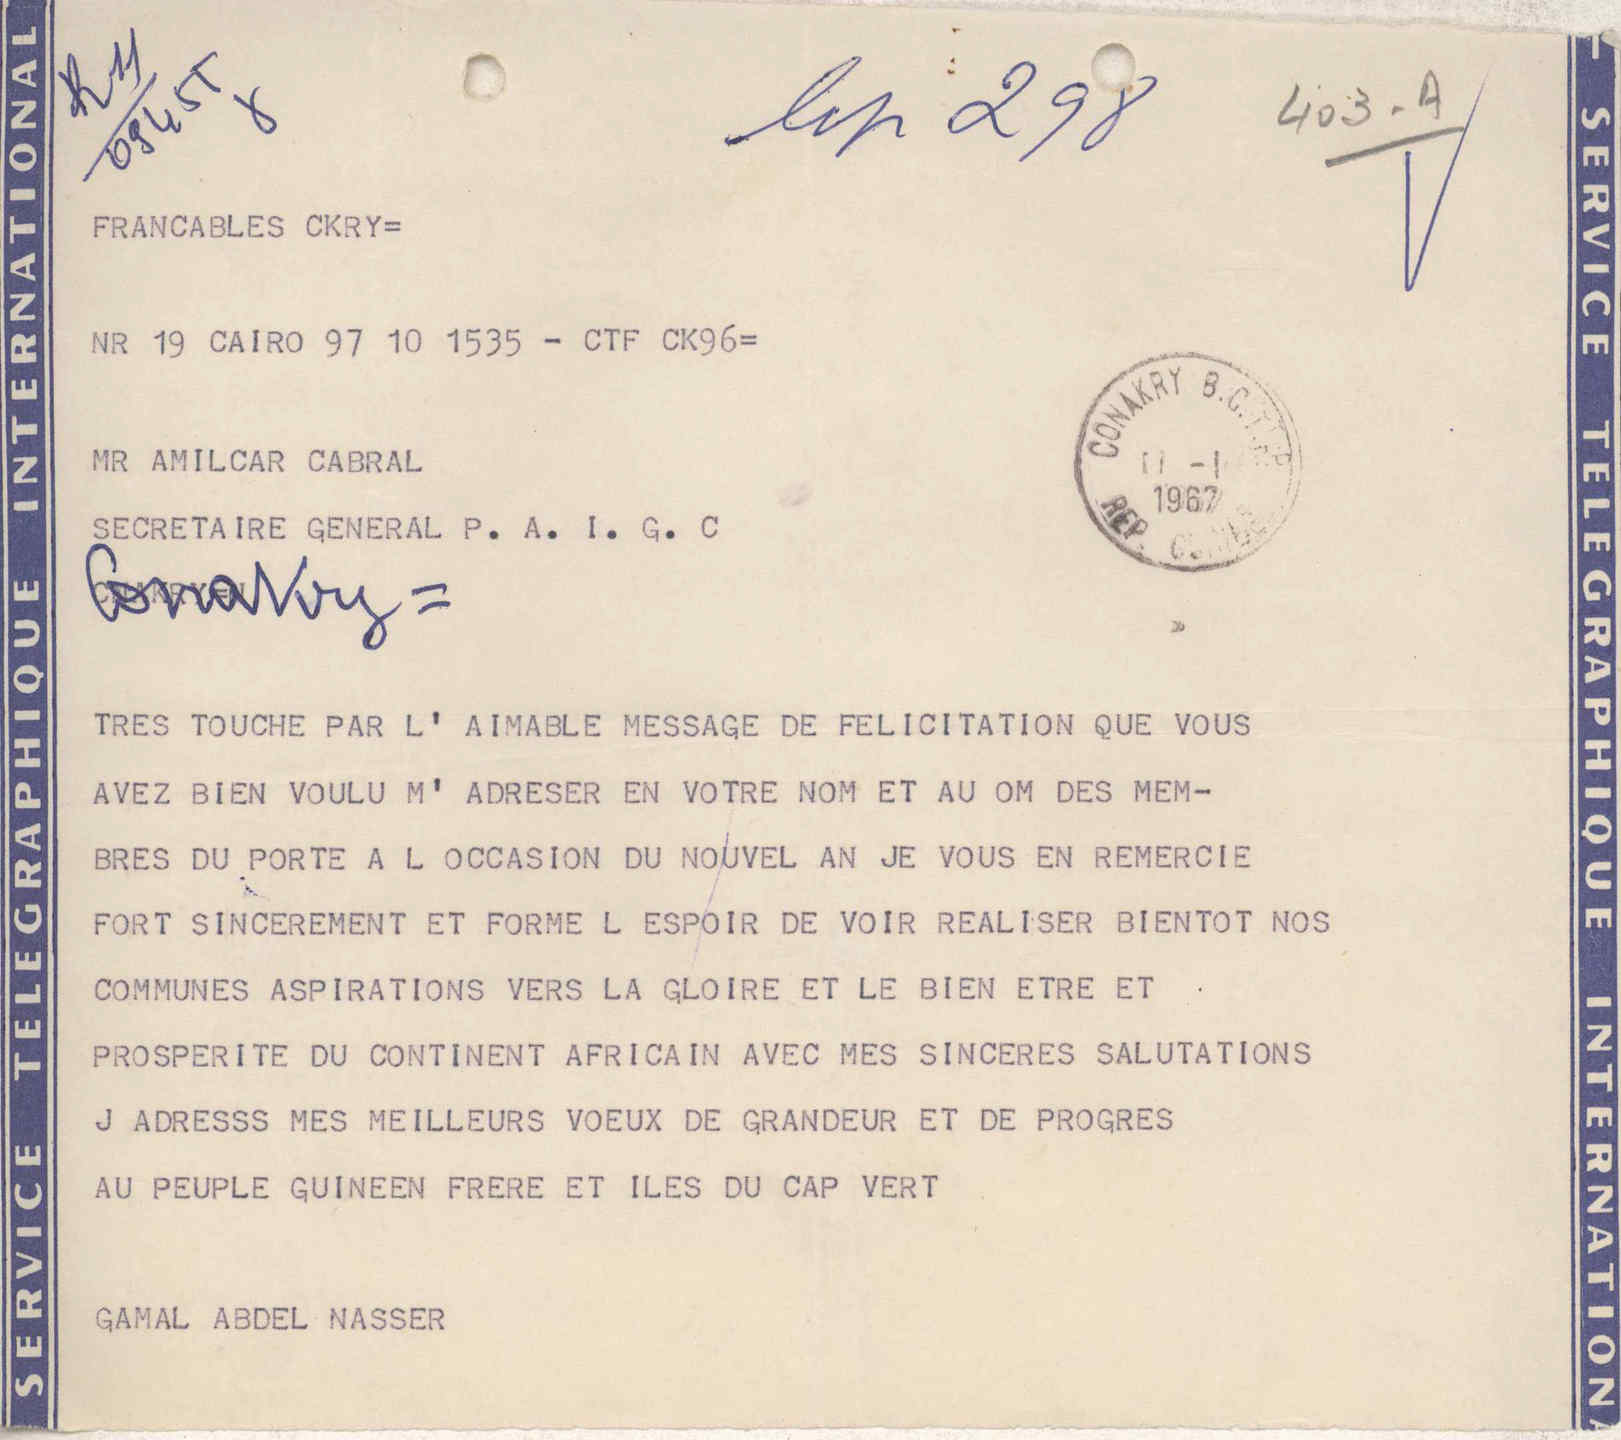 SERVICE TELEGRAPHIQUE INTERNATIONAL
bp 298
403-A
FRANCABLES CKRY=
NR 19 CAIRO 97 10 1535 - CTF CK96=
CONAKRY B.C.T.
11 -1
1967
REP.
MR AMILCAR CABRAL
SECRETAIRE GENERAL P. A. I. G. C
Conakry =
TRES TOUCHE PAR L' AIMABLE MESSAGE DE FELICITATION QUE VOUS
AVEZ BIEN VOULU M' ADRESER EN VOTRE NOM ET AU OM DES MEM-
BRES DU PORTE A L OCCASION DU NOUVEL AN JE VOUS EN REMERCIE
FORT SINCEREMENT ET FORME L ESPOIR DE VOIR REALISER BIENTOT NOS
COMMUNES ASPIRATIONS VERS LA GLOIRE ET LE BIEN ETRE ET
PROSPERITE DU CONTINENT AFRICAIN AVEC MES SINCERES SALUTATIONS
J ADRESSS MES MEILLEURS VOEUX DE GRANDEUR ET DE PROGRES
AU PEUPLE GUINEEN FRERE ET ILES DU CAP VERT
GAMAL ABDEL NASSER
SERVICE TELEGRAPHIQUE INTERNATIONA